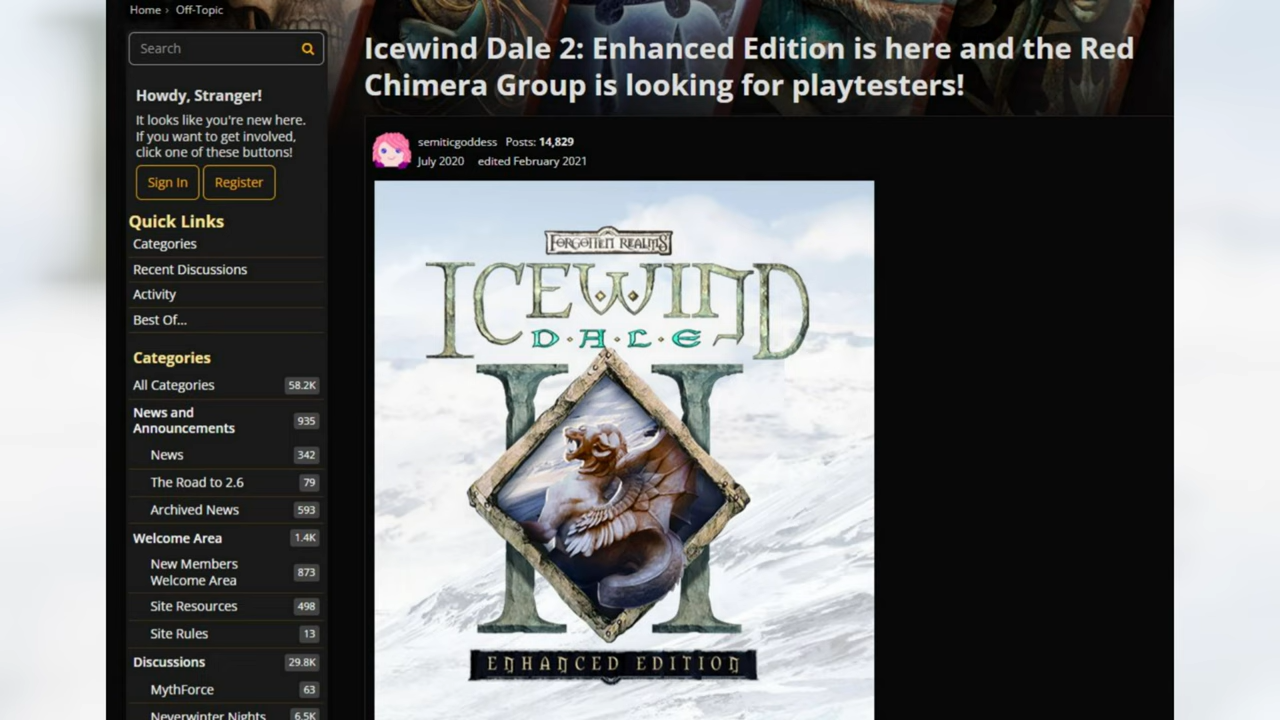 Home › Off-Topic
Search
Howdy, Stranger!
It looks like you're new here.
If you want to get involved,
click one of these buttons!
Sign In Register
Quick Links
Categories
Recent Discussions
Activity
Best Of...
Categories
All Categories 58.2K
News and
Announcements 935
News 342
The Road to 2.6 79
Archived News 593
Welcome Area 1.4K
New Members
Welcome Area 873
Site Resources 498
Site Rules 13
Discussions 29.8K
MythForce 63
Neverwinter Nights 6.5K
Icewind Dale 2: Enhanced Edition is here and the Red
Chimera Group is looking for playtesters!
semiticgoddess Posts: 14,829
July 2020 edited February 2021
FORGOTTEN REALMS
ICEWIND
DALE
II
ENHANCED EDITION